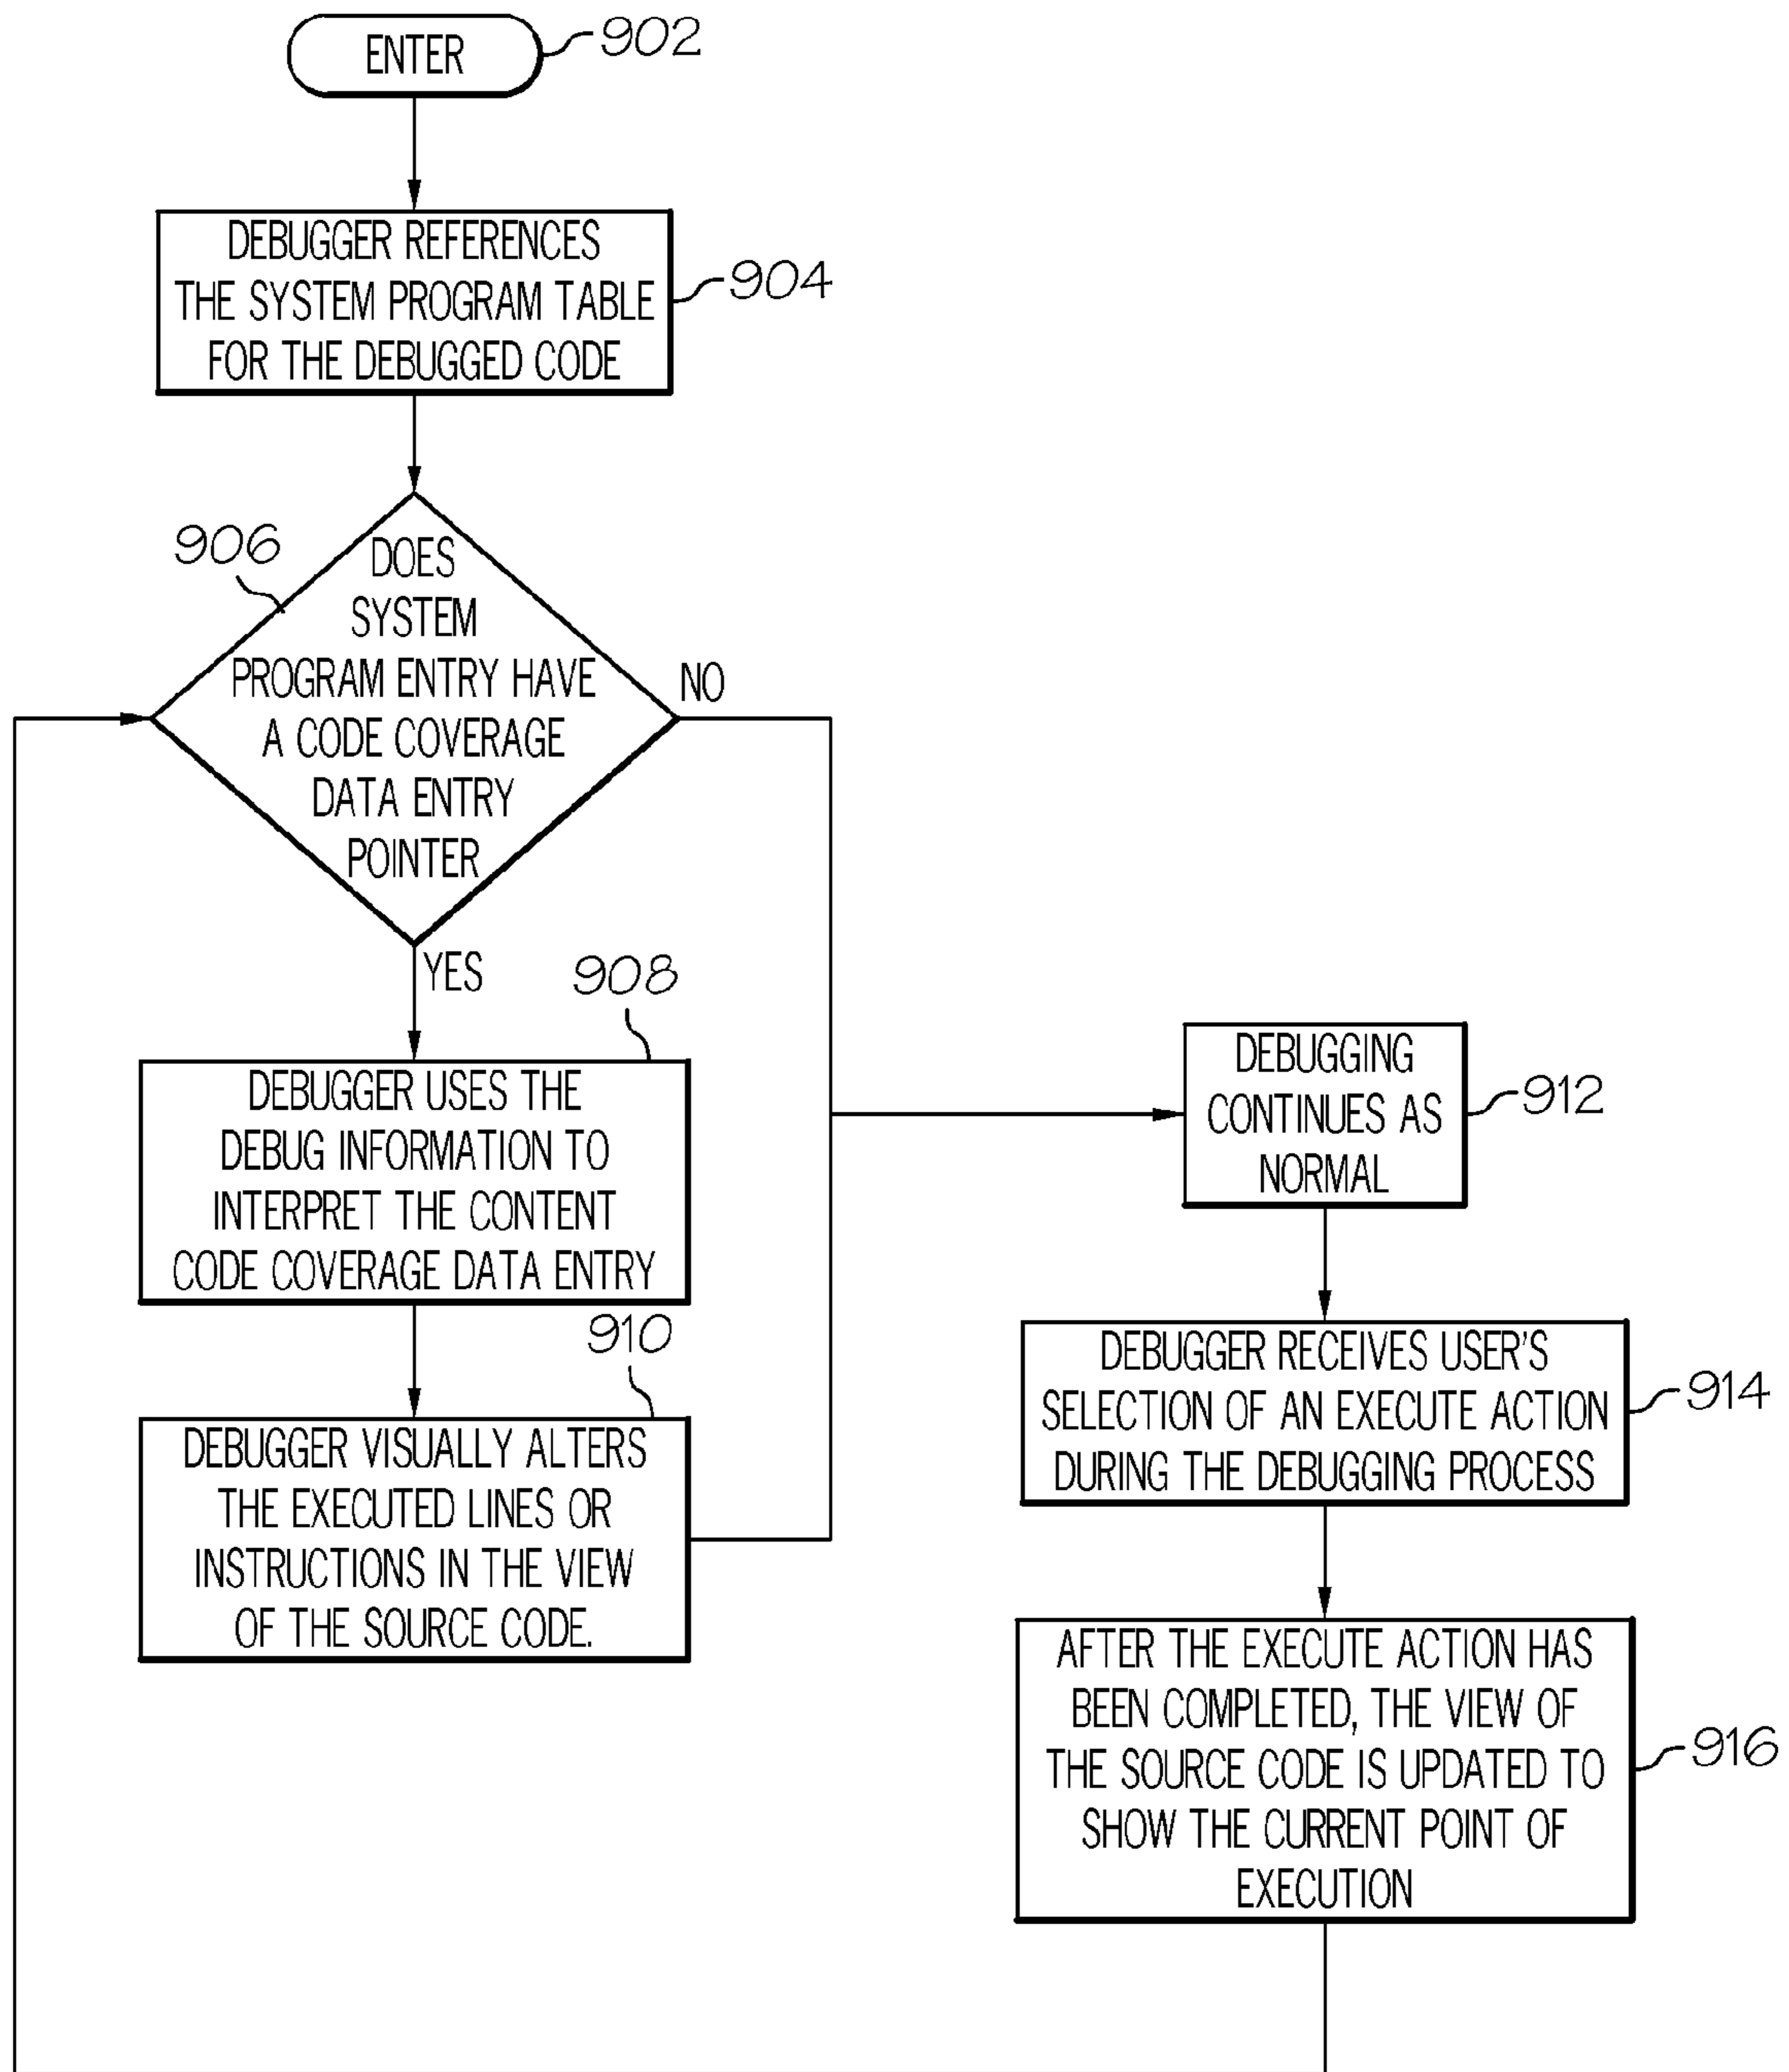 ENTER
902
DEBUGGER REFERENCES
THE SYSTEM PROGRAM TABLE
FOR THE DEBUGGED CODE
904
906
DOES
SYSTEM
PROGRAM ENTRY HAVE
A CODE COVERAGE
DATA ENTRY
POINTER
NO
YES
908
DEBUGGER USES THE
DEBUG INFORMATION TO
INTERPRET THE CONTENT
CODE COVERAGE DATA ENTRY
910
DEBUGGER VISUALLY ALTERS
THE EXECUTED LINES OR
INSTRUCTIONS IN THE VIEW
OF THE SOURCE CODE.
DEBUGGING
CONTINUES AS
NORMAL
912
DEBUGGER RECEIVES USER'S
SELECTION OF AN EXECUTE ACTION
DURING THE DEBUGGING PROCESS
914
AFTER THE EXECUTE ACTION HAS
BEEN COMPLETED, THE VIEW OF
THE SOURCE CODE IS UPDATED TO
SHOW THE CURRENT POINT OF
EXECUTION
916